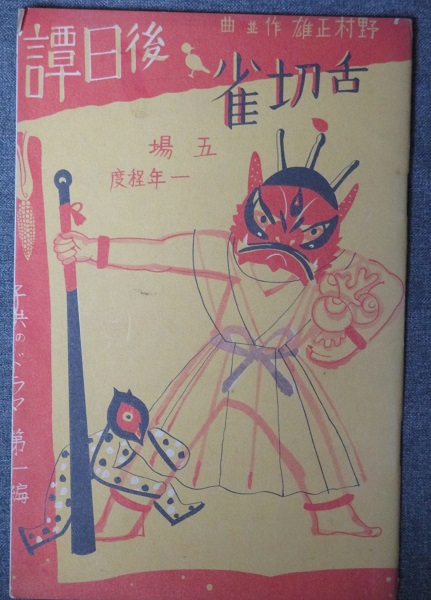 野村正雄 作並曲
舌切雀
後日譚
五場
一年程度
子供のドラマ 第一編